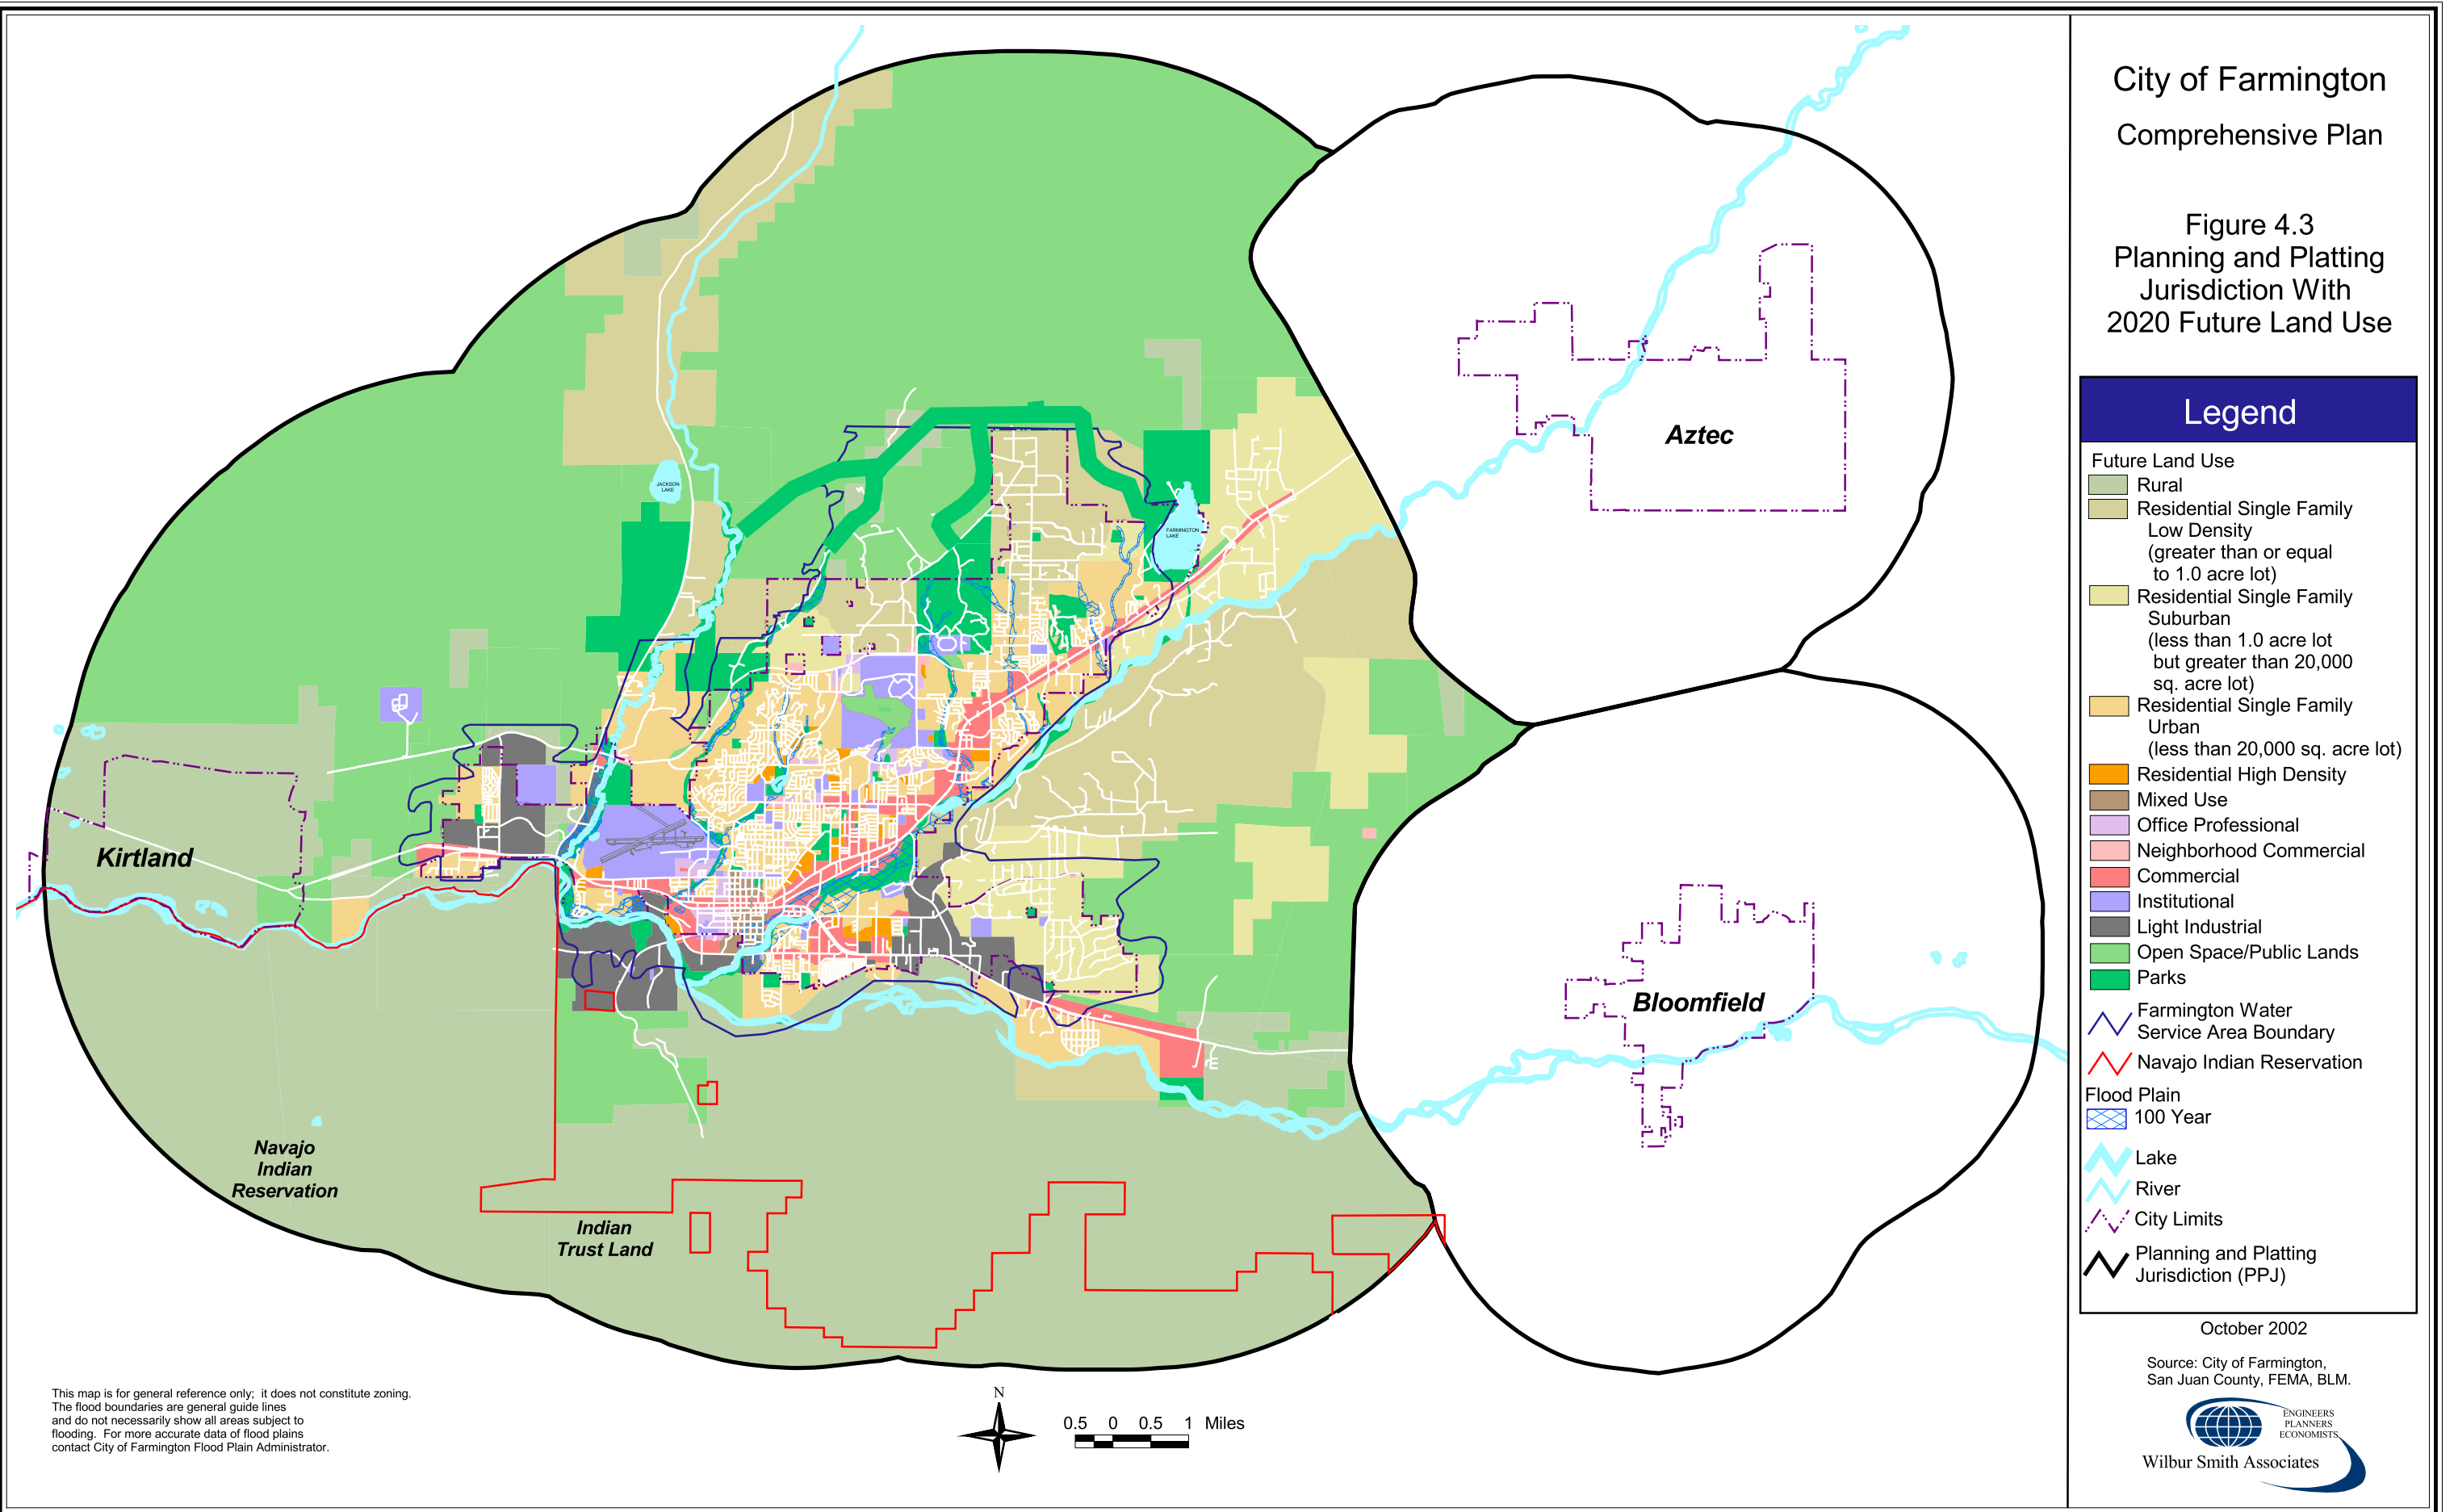 City of Farmington
Comprehensive Plan
Figure 4.3
Planning and Platting
Jurisdiction With
2020 Future Land Use
Legend
Future Land Use
Rural
Residential Single Family
Low Density
(greater than or equal
to 1.0 acre lot)
Residential Single Family
Suburban
(less than 1.0 acre lot
but greater than 20,000
sq. acre lot)
Residential Single Family
Urban
(less than 20,000 sq. acre lot)
Residential High Density
Mixed Use
Office Professional
Neighborhood Commercial
Commercial
Institutional
Light Industrial
Open Space/Public Lands
Parks
Farmington Water
Service Area Boundary
Navajo Indian Reservation
Flood Plain
100 Year
Lake
River
City Limits
Planning and Platting
Jurisdiction (PPJ)
October 2002
Source: City of Farmington,
San Juan County, FEMA, BLM.
ENGINEERS
PLANNERS
ECONOMISTS
Wilbur Smith Associates
Aztec
JACKSON
LAKE
FARMINGTON
LAKE
Kirtland
Bloomfield
Navajo
Indian
Reservation
Indian
Trust Land
This map is for general reference only; it does not constitute zoning.
The flood boundaries are general guide lines
and do not necessarily show all areas subject to
flooding. For more accurate data of flood plains
contact City of Farmington Flood Plain Administrator.
N
0.5 0 0.5 1 Miles